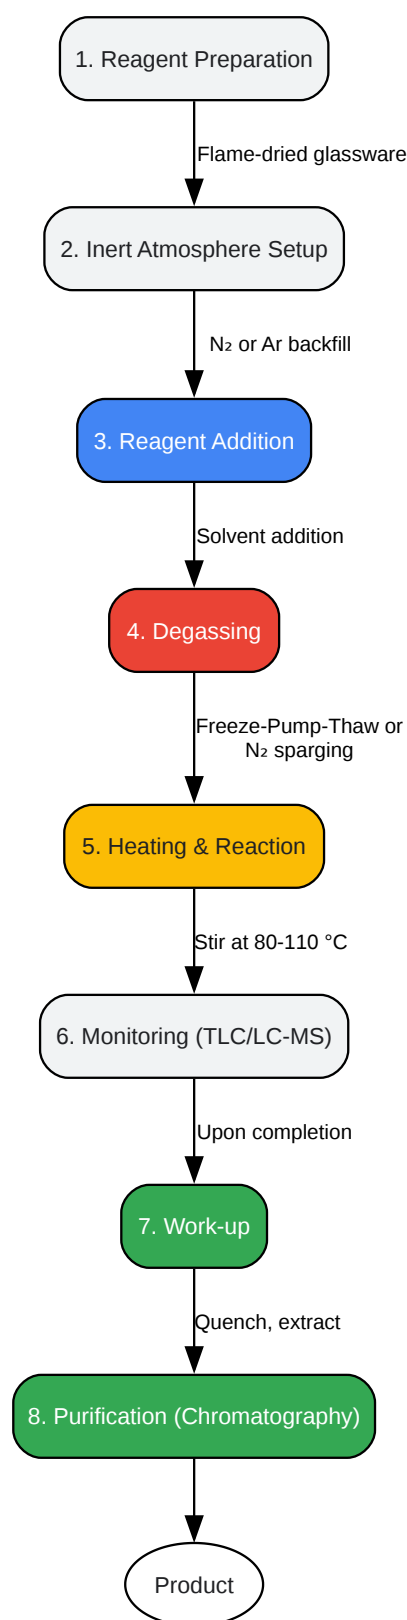 1. Reagent Preparation
Flame-dried glassware
2. Inert Atmosphere Setup
N₂ or Ar backfill
3. Reagent Addition
Solvent addition
4. Degassing
Freeze-Pump-Thaw or
N₂ sparging
5. Heating & Reaction
Stir at 80-110 °C
6. Monitoring (TLC/LC-MS)
Upon completion
7. Work-up
Quench, extract
8. Purification (Chromatography)
Product